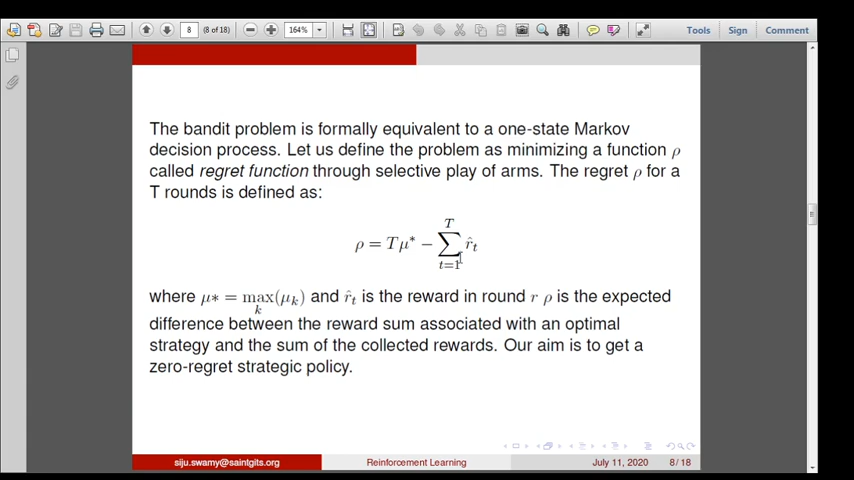 8 (8 of 18) 164% Tools Sign Comment
The bandit problem is formally equivalent to a one-state Markov
decision process. Let us define the problem as minimizing a function ρ
called regret function through selective play of arms. The regret ρ for a
T rounds is defined as:
ρ = Tμ* − ∑_{t=1}^{T} r̂_t
where μ* = max_k(μ_k) and r̂_t is the reward in round r ρ is the expected
difference between the reward sum associated with an optimal
strategy and the sum of the collected rewards. Our aim is to get a
zero-regret strategic policy.
siju.swamy@saintgits.org Reinforcement Learning July 11, 2020 8/18